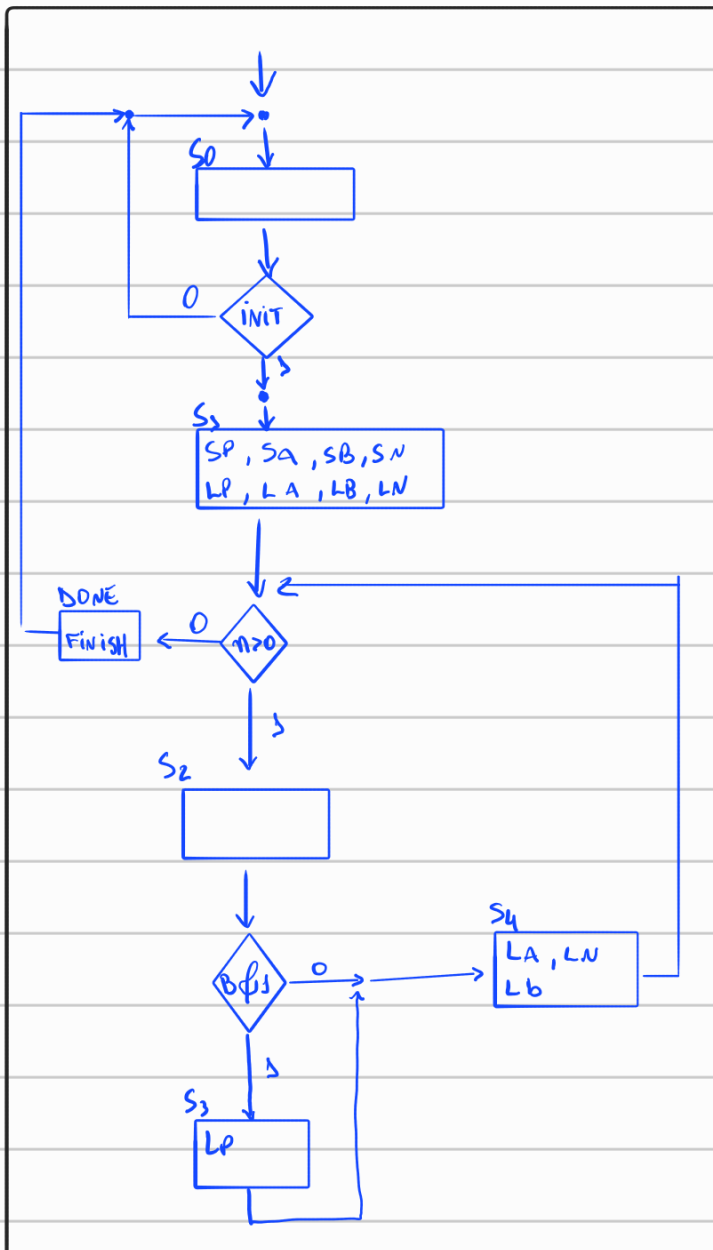 S0
0
INIT
1
S1
SP, SA, SB, SN
LP, LA, LB, LN
DONE
FINISH
0
n>0
1
S2
S4
LA, LN
Lb
0
1
S3
LP